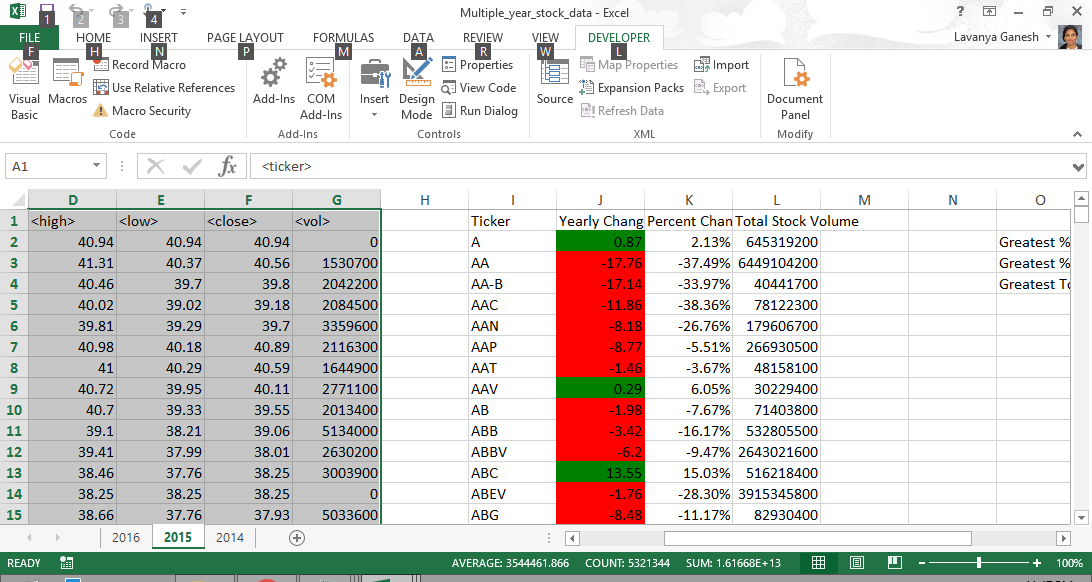 Multiple_year_stock_data - Excel
1 2 3 4
FILE HOME INSERT PAGE LAYOUT FORMULAS DATA REVIEW VIEW DEVELOPER Lavanya Ganesh
F H N P M A R W L
Record Macro
Use Relative References
Macro Security
Visual Basic
Macros
Code
Add-Ins
COM Add-Ins
Add-Ins
Insert
Design Mode
Properties
View Code
Run Dialog
Controls
Source
Map Properties
Expansion Packs
Refresh Data
Import
Export
XML
Document Panel
Modify
A1 fx <ticker>
D E F G H I J K L M N O
1 <high> <low> <close> <vol> Ticker Yearly Chang Percent Chan Total Stock Volume
2 40.94 40.94 40.94 0 A 0.87 2.13% 645319200 Greatest %
3 41.31 40.37 40.56 1530700 AA -17.76 -37.49% 6449104200 Greatest %
4 40.46 39.7 39.8 2042200 AA-B -17.14 -33.97% 40441700 Greatest To
5 40.02 39.02 39.18 2084500 AAC -11.86 -38.36% 78122300
6 39.81 39.29 39.7 3359600 AAN -8.18 -26.76% 179606700
7 40.98 40.18 40.89 2116300 AAP -8.77 -5.51% 266930500
8 41 40.29 40.59 1644900 AAT -1.46 -3.67% 48158100
9 40.72 39.95 40.11 2771100 AAV 0.29 6.05% 30229400
10 40.7 39.33 39.55 2013400 AB -1.98 -7.67% 71403800
11 39.1 38.21 39.06 5134000 ABB -3.42 -16.17% 532805500
12 39.41 37.99 38.01 2630200 ABBV -6.2 -9.47% 2643021600
13 38.46 37.76 38.25 3003900 ABC 13.55 15.03% 516218400
14 38.25 38.25 38.25 0 ABEV -1.76 -28.30% 3915345800
15 38.66 37.76 37.93 5033600 ABG -8.48 -11.17% 82930400
2016 2015 2014
READY AVERAGE: 3544461.866 COUNT: 5321344 SUM: 1.61668E+13 100%